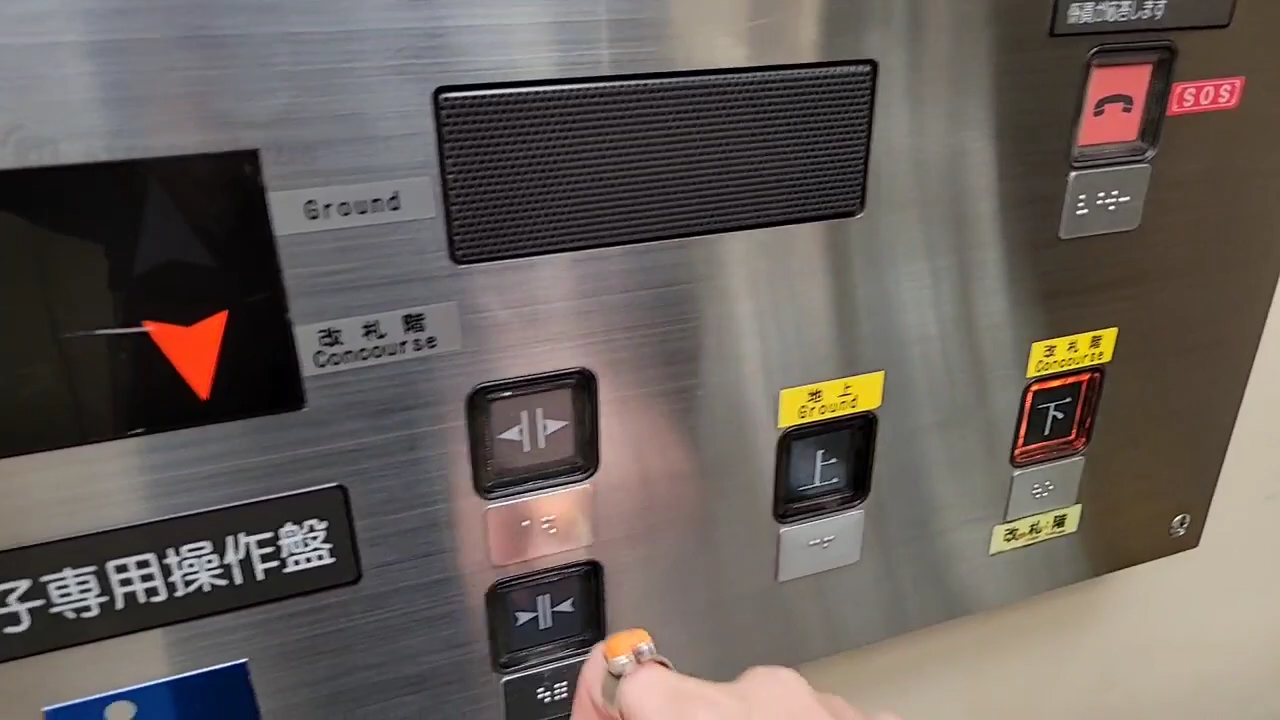 係員が応答します
SOS
Ground
改札階
Concourse
改札階
Concourse
地上
Ground
上
下
改札階
子専用操作盤